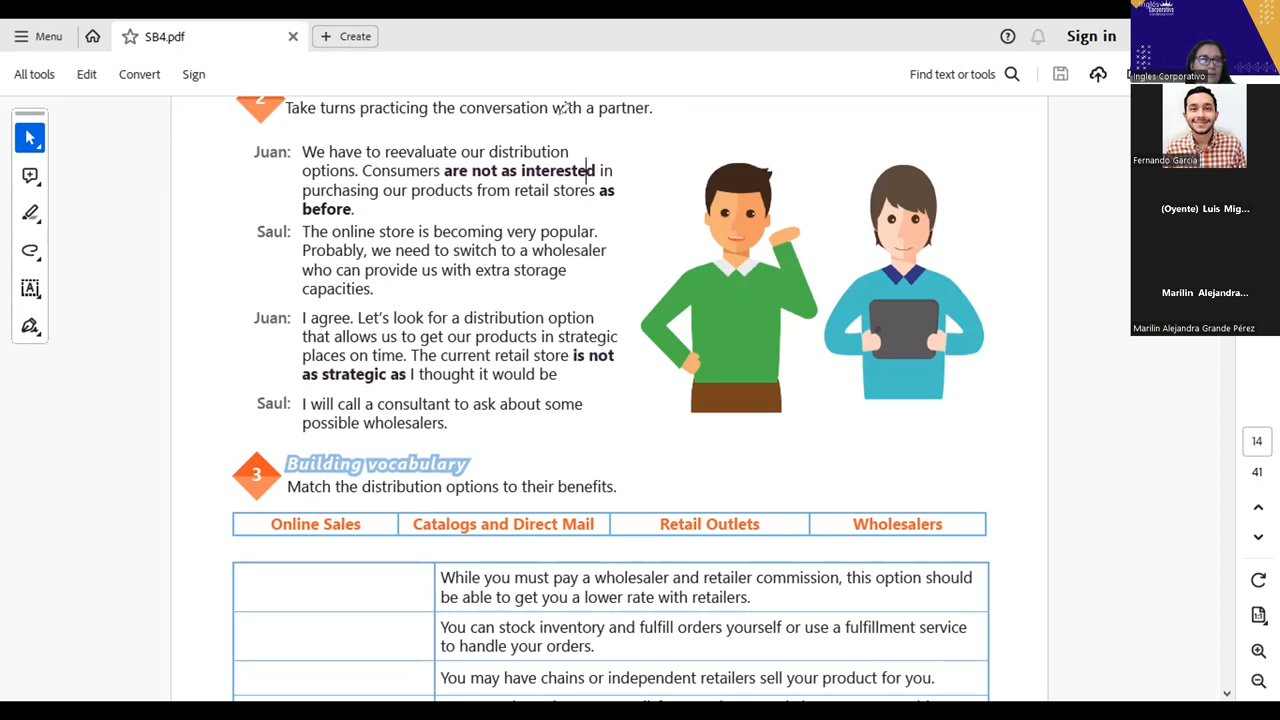 Menu
SB4.pdf
Create
Sign in
All tools
Edit
Convert
Sign
Find text or tools
2
Take turns practicing the conversation with a partner.
Juan: We have to reevaluate our distribution
options. Consumers are not as interested in
purchasing our products from retail stores as
before.
Saul: The online store is becoming very popular.
Probably, we need to switch to a wholesaler
who can provide us with extra storage
capacities.
Juan: I agree. Let's look for a distribution option
that allows us to get our products in strategic
places on time. The current retail store is not
as strategic as I thought it would be
Saul: I will call a consultant to ask about some
possible wholesalers.
3
Building vocabulary
Match the distribution options to their benefits.
Online Sales
Catalogs and Direct Mail
Retail Outlets
Wholesalers
While you must pay a wholesaler and retailer commission, this option should
be able to get you a lower rate with retailers.
You can stock inventory and fulfill orders yourself or use a fulfillment service
to handle your orders.
You may have chains or independent retailers sell your product for you.
14
41
Inglés
Corporativo
Ingles Corporativo
Fernando García
(Oyente) Luis Mig...
Marilin Alejandra...
Marilin Alejandra Grande Pérez